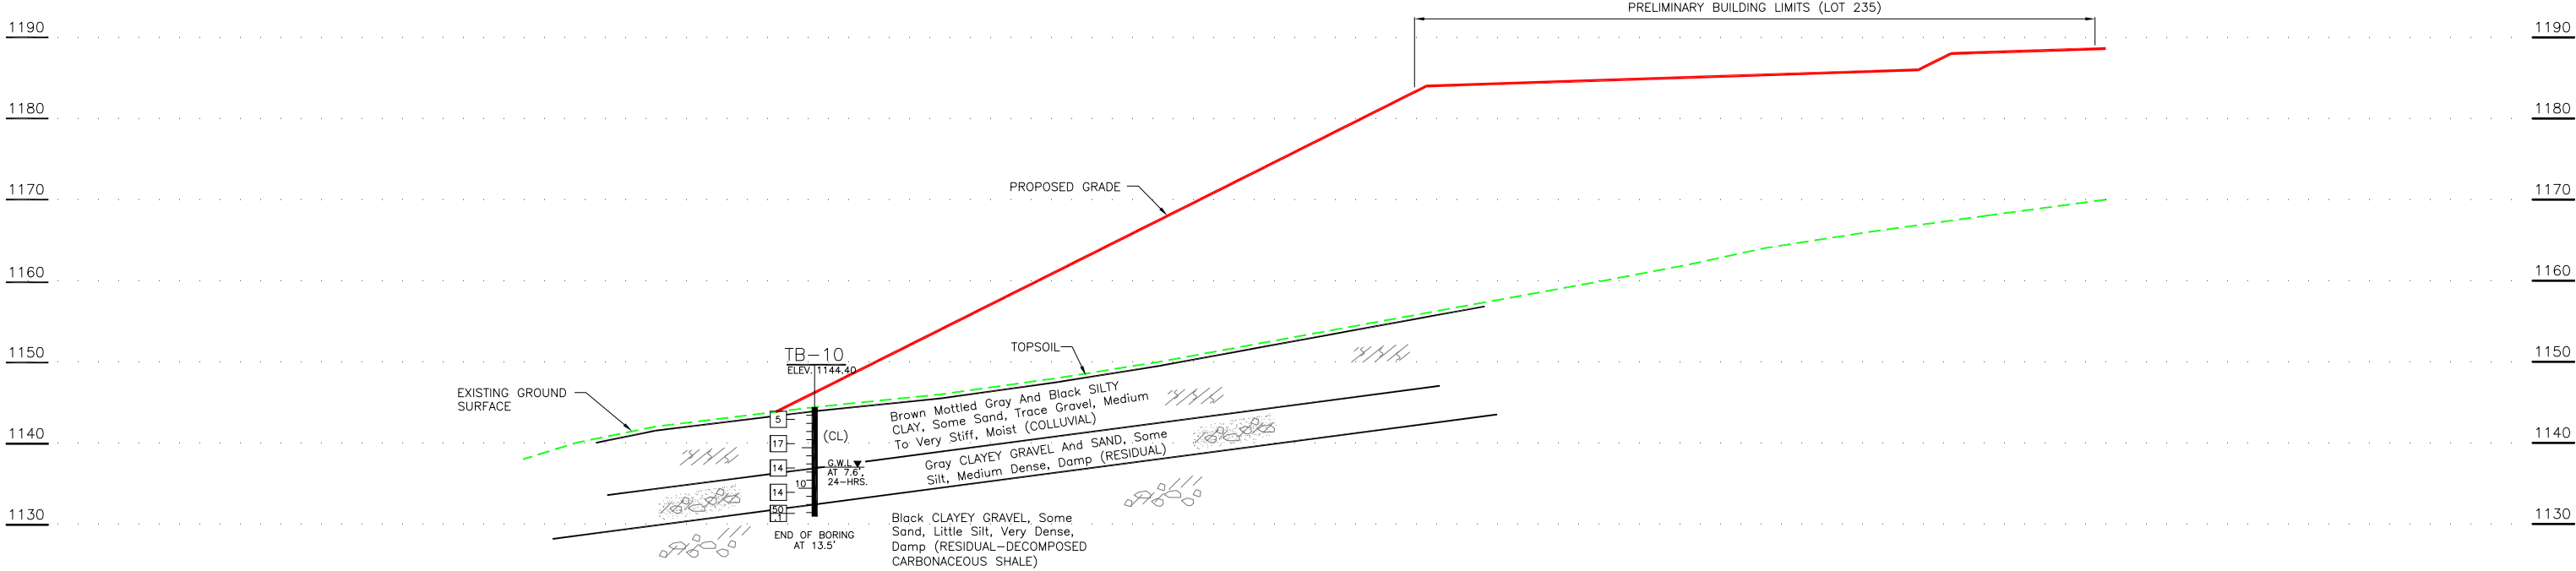 PRELIMINARY BUILDING LIMITS (LOT 235)
1190
1190
1180
1180
PROPOSED GRADE
1170
1170
1160
1160
TOPSOIL
1150
1150
TB-10
ELEV. 1144.40
EXISTING GROUND
SURFACE
Brown Mottled Gray And Black SILTY
CLAY, Some Sand, Trace Gravel, Medium
To Very Stiff, Moist (COLLUVIAL)
5
(CL)
17
1140
1140
Gray CLAYEY GRAVEL And SAND, Some
Silt, Medium Dense, Damp (RESIDUAL)
G.W.L.
AT 7.6',
24-HRS.
14
10
14
50
.1
1130
1130
END OF BORING
AT 13.5'
Black CLAYEY GRAVEL, Some
Sand, Little Silt, Very Dense,
Damp (RESIDUAL-DECOMPOSED
CARBONACEOUS SHALE)